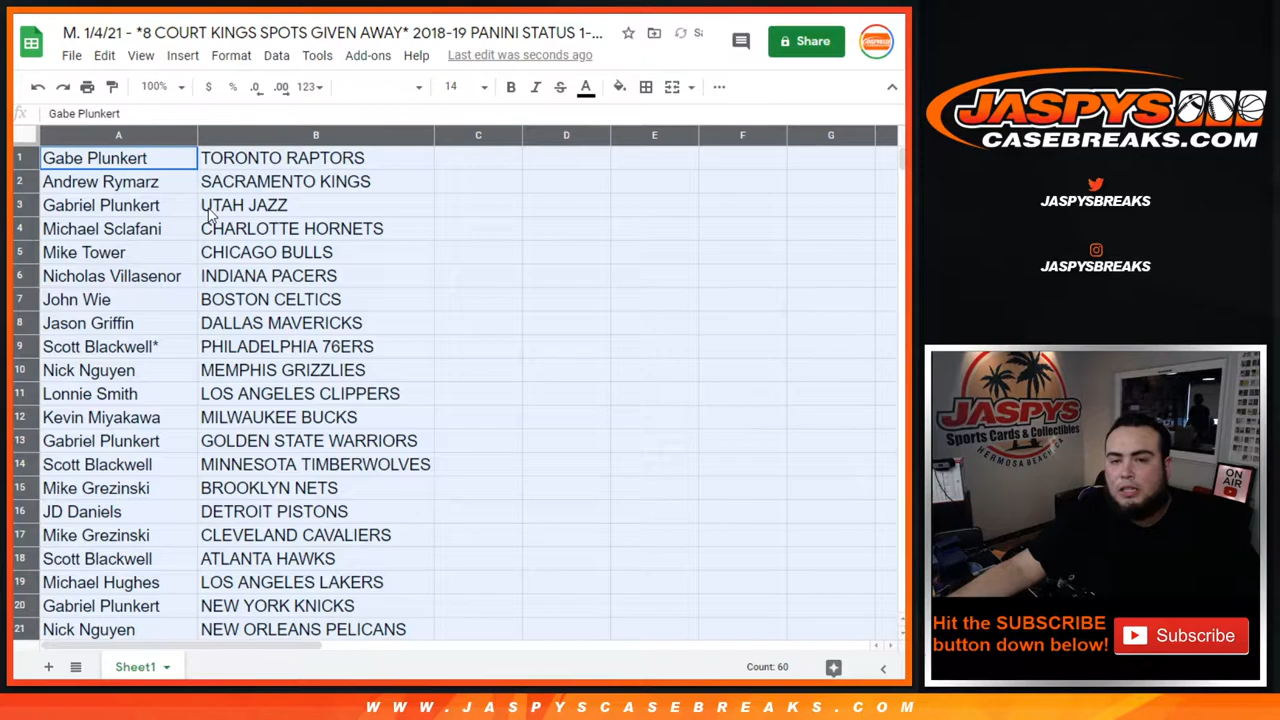 M. 1/4/21 - *8 COURT KINGS SPOTS GIVEN AWAY* 2018-19 PANINI STATUS 1-...
Share
File Edit View Insert Format Data Tools Add-ons Help Last edit was seconds ago
100% $ % .0 .00 123 14 B I S A
fx Gabe Plunkert
A B C D E F G
1 Gabe Plunkert TORONTO RAPTORS
2 Andrew Rymarz SACRAMENTO KINGS
3 Gabriel Plunkert UTAH JAZZ
4 Michael Sclafani CHARLOTTE HORNETS
5 Mike Tower CHICAGO BULLS
6 Nicholas Villasenor INDIANA PACERS
7 John Wie BOSTON CELTICS
8 Jason Griffin DALLAS MAVERICKS
9 Scott Blackwell* PHILADELPHIA 76ERS
10 Nick Nguyen MEMPHIS GRIZZLIES
11 Lonnie Smith LOS ANGELES CLIPPERS
12 Kevin Miyakawa MILWAUKEE BUCKS
13 Gabriel Plunkert GOLDEN STATE WARRIORS
14 Scott Blackwell MINNESOTA TIMBERWOLVES
15 Mike Grezinski BROOKLYN NETS
16 JD Daniels DETROIT PISTONS
17 Mike Grezinski CLEVELAND CAVALIERS
18 Scott Blackwell ATLANTA HAWKS
19 Michael Hughes LOS ANGELES LAKERS
20 Gabriel Plunkert NEW YORK KNICKS
21 Nick Nguyen NEW ORLEANS PELICANS
Sheet1
Count: 60
JASPYS
CASEBREAKS.COM
JASPYSBREAKS
JASPYSBREAKS
JASPYS
Sports Cards & Collectibles
HERMOSA BEACH, CA
ON AIR
Hit the SUBSCRIBE
button down below!
Subscribe
WWW.JASPYSCASEBREAKS.COM